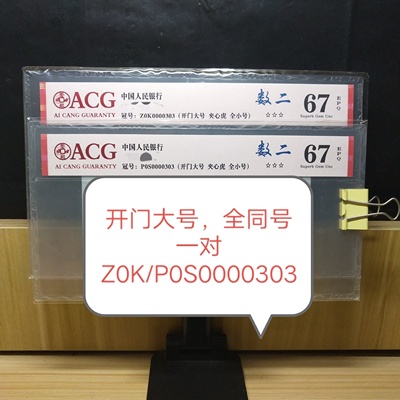 ACG
AI CANG GUARANTY
中国人民银行
冠号：Z0K0000303（开门大号 夹心虎 全小号）
数二
☆☆☆
67
EPQ
Superb Gem Unc
ACG
AI CANG GUARANTY
中国人民银行
冠号：P0S0000303（开门大号 夹心虎 全小号）
数二
☆☆☆
67
EPQ
Superb Gem Unc
开门大号，全同号
一对
Z0K/P0S0000303